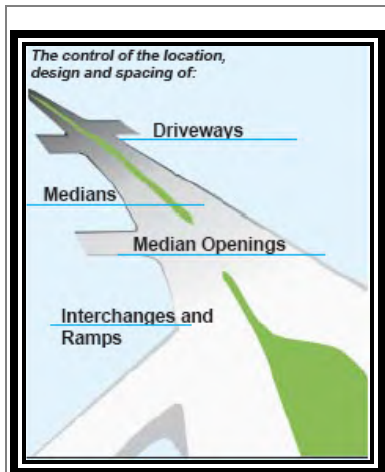 The control of the location,
design and spacing of:
Driveways
Medians
Median Openings
Interchanges and
Ramps